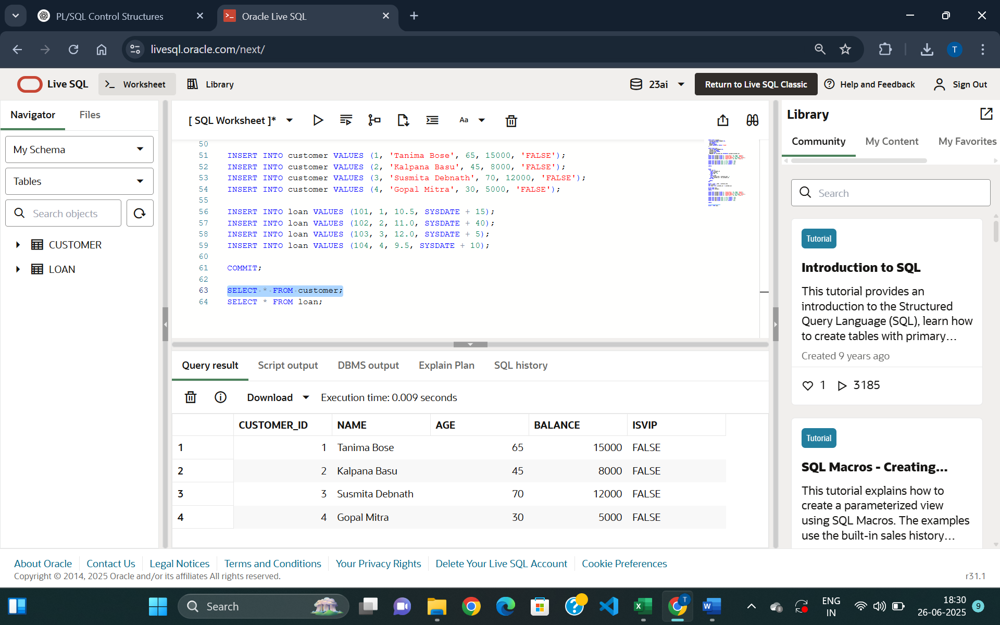 PL/SQL Control Structures
Oracle Live SQL
livesql.oracle.com/next/
T
Live SQL
Worksheet
Library
23ai
Return to Live SQL Classic
Help and Feedback
Sign Out
Navigator
Files
My Schema
Tables
Search objects
CUSTOMER
LOAN
[ SQL Worksheet ]*
Aa
50
51 INSERT INTO customer VALUES (1, 'Tanima Bose', 65, 15000, 'FALSE');
52 INSERT INTO customer VALUES (2, 'Kalpana Basu', 45, 8000, 'FALSE');
53 INSERT INTO customer VALUES (3, 'Susmita Debnath', 70, 12000, 'FALSE');
54 INSERT INTO customer VALUES (4, 'Gopal Mitra', 30, 5000, 'FALSE');
55
56 INSERT INTO loan VALUES (101, 1, 10.5, SYSDATE + 15);
57 INSERT INTO loan VALUES (102, 2, 11.0, SYSDATE + 40);
58 INSERT INTO loan VALUES (103, 3, 12.0, SYSDATE + 5);
59 INSERT INTO loan VALUES (104, 4, 9.5, SYSDATE + 10);
60
61 COMMIT;
62
63 SELECT * FROM customer;
64 SELECT * FROM loan;
Query result
Script output
DBMS output
Explain Plan
SQL history
Download
Execution time: 0.009 seconds
CUSTOMER_ID NAME AGE BALANCE ISVIP
1 1 Tanima Bose 65 15000 FALSE
2 2 Kalpana Basu 45 8000 FALSE
3 3 Susmita Debnath 70 12000 FALSE
4 4 Gopal Mitra 30 5000 FALSE
Library
Community
My Content
My Favorites
Search
Tutorial
Introduction to SQL
This tutorial provides an
introduction to the Structured
Query Language (SQL), learn how
to create tables with primary...
Created 9 years ago
1
3185
Tutorial
SQL Macros - Creating...
This tutorial explains how to
create a parameterized view
using SQL Macros. The examples
use the built-in sales history...
About Oracle
Contact Us
Legal Notices
Terms and Conditions
Your Privacy Rights
Delete Your Live SQL Account
Cookie Preferences
Copyright © 2014, 2025 Oracle and/or its affiliates All rights reserved.
r31.1
Search
T
ENG
IN
18:30
26-06-2025
9